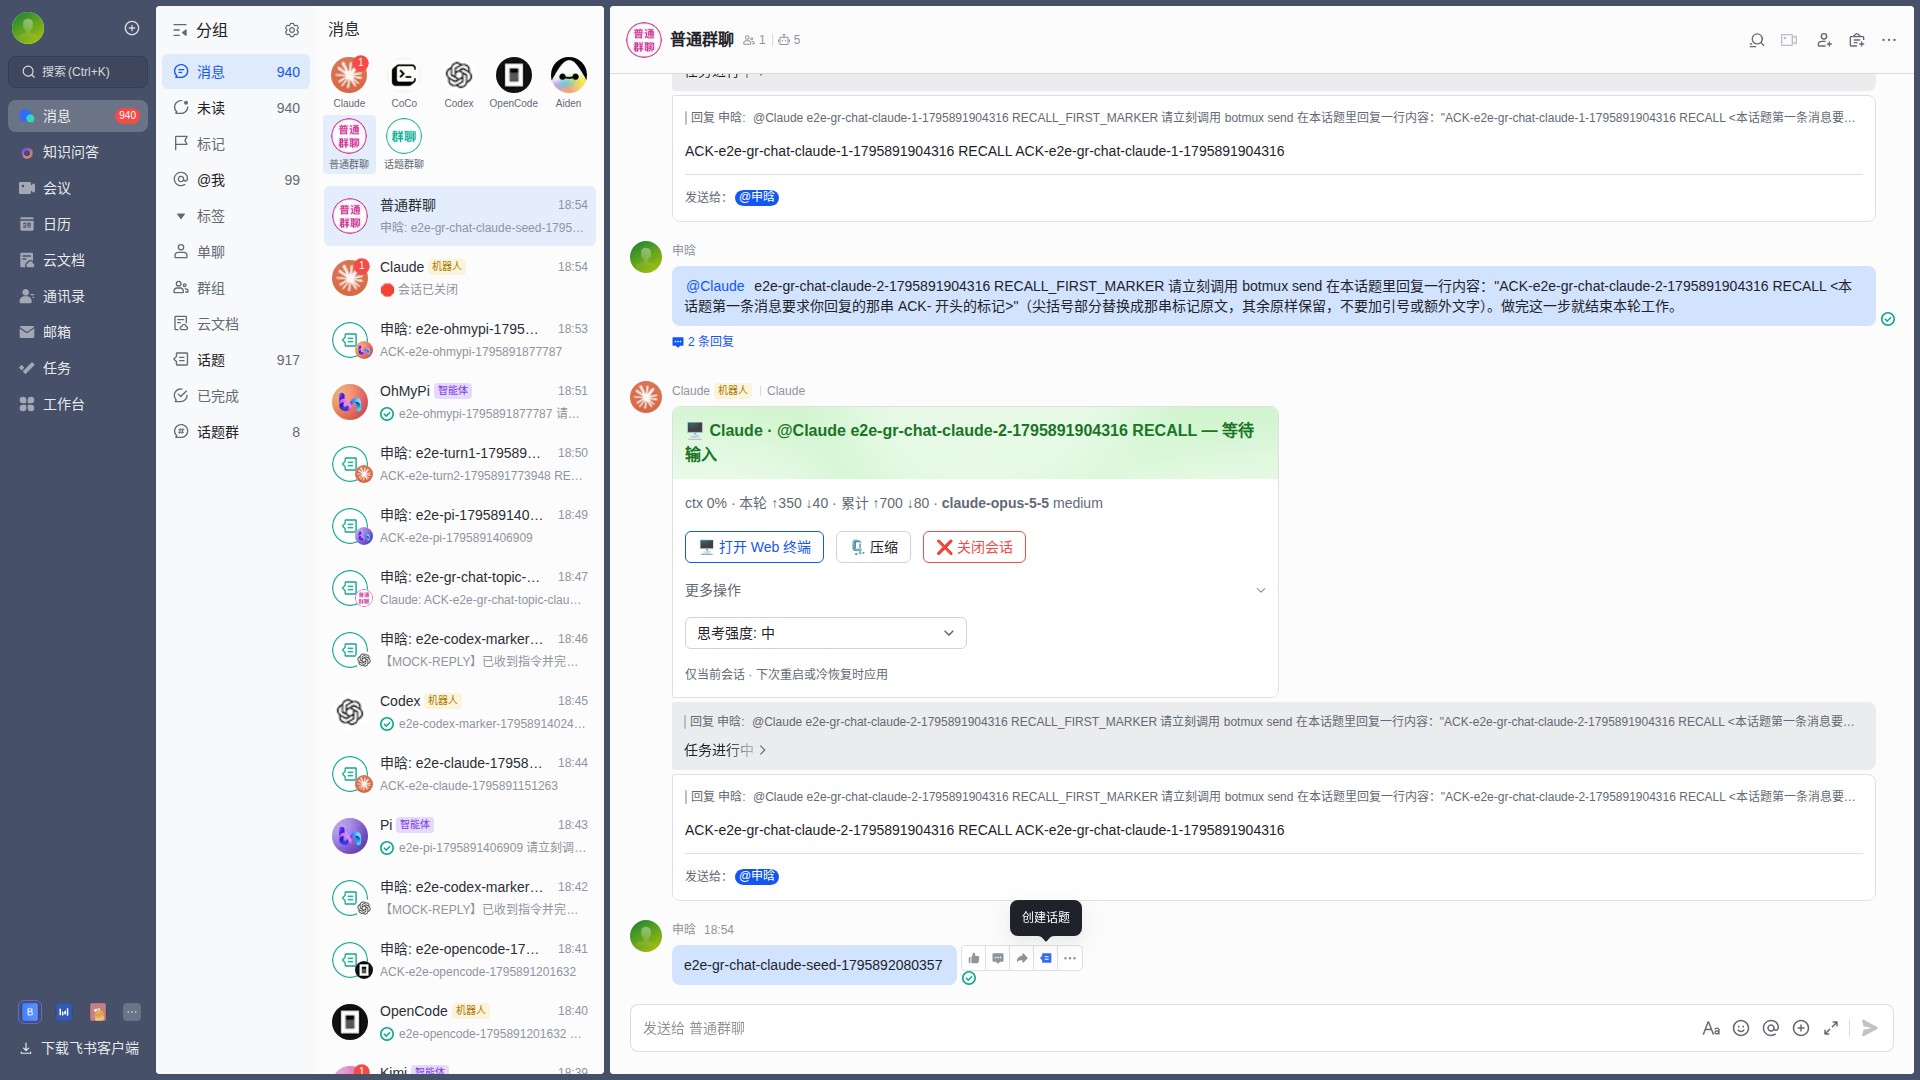 搜索 (Ctrl+K)
消息
940
知识问答
会议
日历
云文档
通讯录
邮箱
任务
工作台
下载飞书客户端
分组
消息 940
未读 940
标记
@我 99
标签
单聊
群组
云文档
话题 917
已完成
话题群 8
消息
1
Claude
CoCo
Codex
OpenCode
Aiden
普通
群聊
普通群聊
群聊
话题群聊
普通
群聊
普通群聊 18:54
申晗: e2e-gr-chat-claude-seed-1795…
1
Claude 机器人 18:54
会话已关闭
申晗: e2e-ohmypi-1795… 18:53
ACK-e2e-ohmypi-1795891877787
OhMyPi 智能体 18:51
e2e-ohmypi-1795891877787 请…
申晗: e2e-turn1-179589… 18:50
ACK-e2e-turn2-1795891773948 RE…
申晗: e2e-pi-179589140… 18:49
ACK-e2e-pi-1795891406909
申晗: e2e-gr-chat-topic-… 18:47
Claude: ACK-e2e-gr-chat-topic-clau…
申晗: e2e-codex-marker… 18:46
【MOCK-REPLY】已收到指令并完…
Codex 机器人 18:45
e2e-codex-marker-17958914024…
申晗: e2e-claude-17958… 18:44
ACK-e2e-claude-1795891151263
Pi 智能体 18:43
e2e-pi-1795891406909 请立刻调…
申晗: e2e-codex-marker… 18:42
【MOCK-REPLY】已收到指令并完…
申晗: e2e-opencode-17… 18:41
ACK-e2e-opencode-1795891201632
OpenCode 机器人 18:40
e2e-opencode-1795891201632 …
1
Kimi 智能体 18:39
普通
群聊
普通群聊 1 5
任务进行中
回复 申晗: @Claude e2e-gr-chat-claude-1-1795891904316 RECALL_FIRST_MARKER 请立刻调用 botmux send 在本话题里回复一行内容："ACK-e2e-gr-chat-claude-1-1795891904316 RECALL <本话题第一条消息要…
ACK-e2e-gr-chat-claude-1-1795891904316 RECALL ACK-e2e-gr-chat-claude-1-1795891904316
发送给: @申晗
申晗
@Claude e2e-gr-chat-claude-2-1795891904316 RECALL_FIRST_MARKER 请立刻调用 botmux send 在本话题里回复一行内容："ACK-e2e-gr-chat-claude-2-1795891904316 RECALL <本
话题第一条消息要求你回复的那串 ACK- 开头的标记>"（尖括号部分替换成那串标记原文，其余原样保留，不要加引号或额外文字）。做完这一步就结束本轮工作。
2 条回复
Claude 机器人 Claude
Claude · @Claude e2e-gr-chat-claude-2-1795891904316 RECALL — 等待
输入
ctx 0% · 本轮 ↑350 ↓40 · 累计 ↑700 ↓80 · claude-opus-5-5 medium
打开 Web 终端
压缩
关闭会话
更多操作
思考强度: 中
仅当前会话 · 下次重启或冷恢复时应用
回复 申晗: @Claude e2e-gr-chat-claude-2-1795891904316 RECALL_FIRST_MARKER 请立刻调用 botmux send 在本话题里回复一行内容："ACK-e2e-gr-chat-claude-2-1795891904316 RECALL <本话题第一条消息要…
任务进行中
回复 申晗: @Claude e2e-gr-chat-claude-2-1795891904316 RECALL_FIRST_MARKER 请立刻调用 botmux send 在本话题里回复一行内容："ACK-e2e-gr-chat-claude-2-1795891904316 RECALL <本话题第一条消息要…
ACK-e2e-gr-chat-claude-2-1795891904316 RECALL ACK-e2e-gr-chat-claude-1-1795891904316
发送给: @申晗
创建话题
申晗 18:54
e2e-gr-chat-claude-seed-1795892080357
发送给 普通群聊
Aa